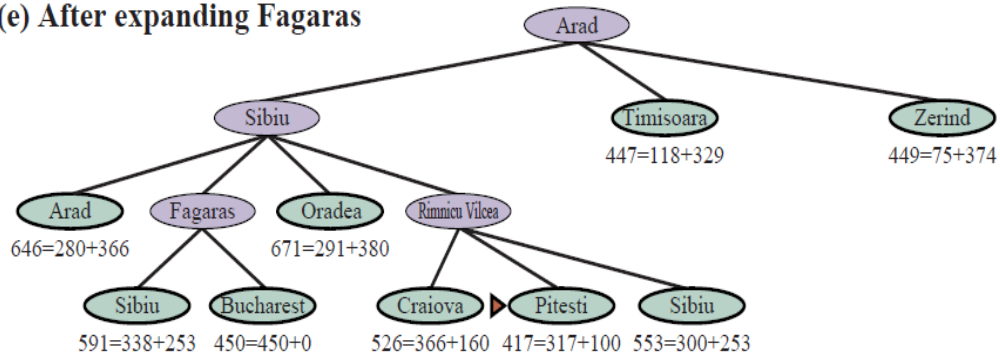 (e) After expanding Fagaras
Arad
Sibiu
Timisoara
Zerind
447=118+329
449=75+374
Arad
Fagaras
Oradea
Rimnicu Vilcea
646=280+366
671=291+380
Sibiu
Bucharest
Craiova
Pitesti
Sibiu
591=338+253
450=450+0
526=366+160
417=317+100
553=300+253